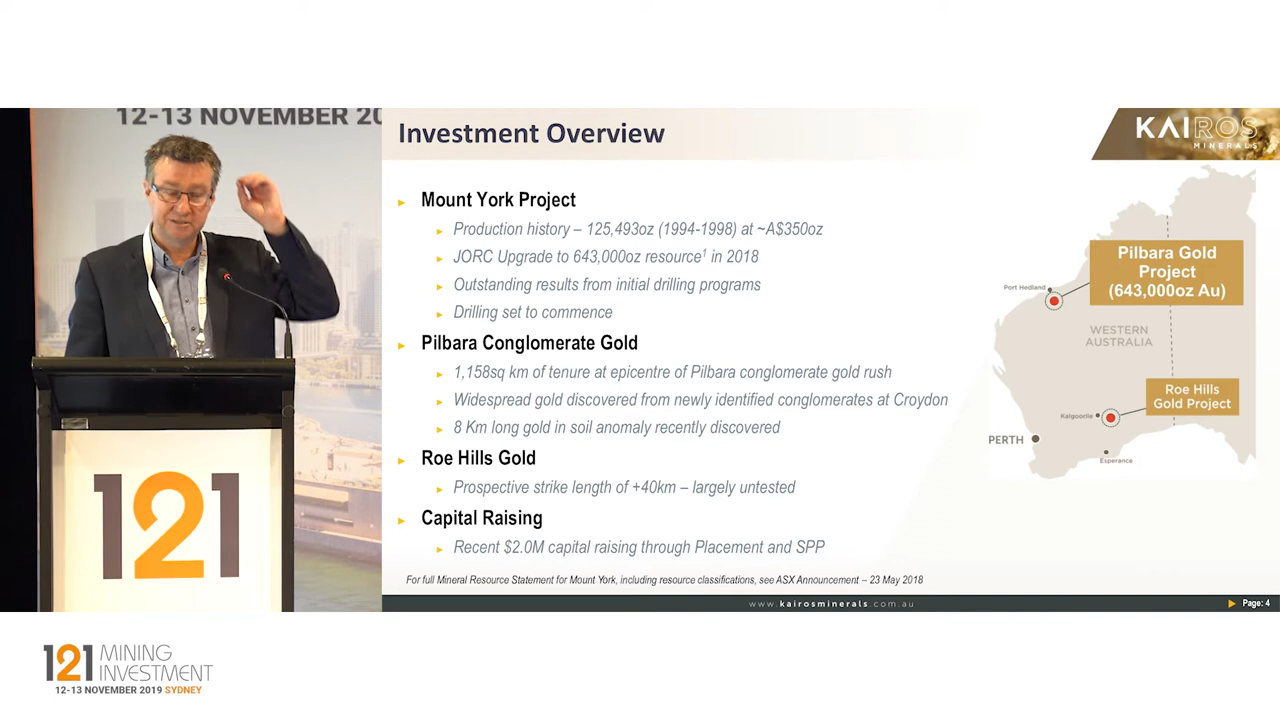 12-13 NOVEMBER 20
121
Investment Overview
KAIROS
MINERALS
Mount York Project
Production history – 125,493oz (1994-1998) at ~A$350oz
JORC Upgrade to 643,000oz resource¹ in 2018
Outstanding results from initial drilling programs
Drilling set to commence
Pilbara Conglomerate Gold
1,158sq km of tenure at epicentre of Pilbara conglomerate gold rush
Widespread gold discovered from newly identified conglomerates at Croydon
8 Km long gold in soil anomaly recently discovered
Roe Hills Gold
Prospective strike length of +40km – largely untested
Capital Raising
Recent $2.0M capital raising through Placement and SPP
For full Mineral Resource Statement for Mount York, including resource classifications, see ASX Announcement – 23 May 2018
Pilbara Gold
Project
(643,000oz Au)
Port Hedland
WESTERN
AUSTRALIA
Roe Hills
Gold Project
Kalgoorlie
PERTH
Esperance
www.kairosminerals.com.au
Page: 4
121 MINING
INVESTMENT
12-13 NOVEMBER 2019 SYDNEY